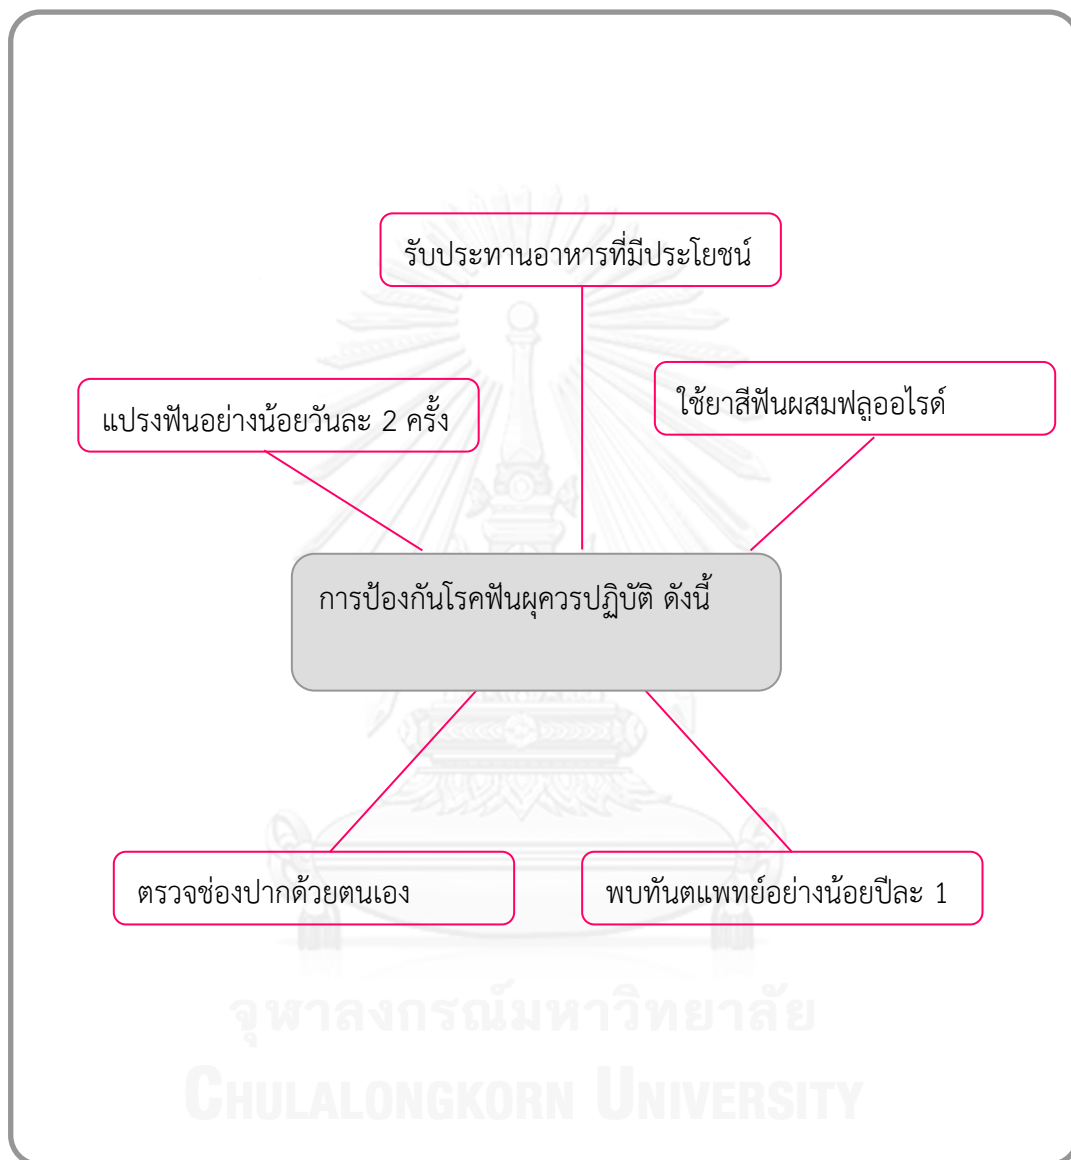 รับประทานอาหารที่มีประโยชน์
ใช้ยาสีฟันผสมฟลูออไรด์
แปรงฟันอย่างน้อยวันละ 2 ครั้ง
การป้องกันโรคฟันผุควรปฏิบัติ ดังนี้
ตรวจช่องปากด้วยตนเอง
พบทันตแพทย์อย่างน้อยปีละ 1
จุฬาลงกรณ์มหาวิทยาลัย
CHULALONGKORN UNIVERSITY